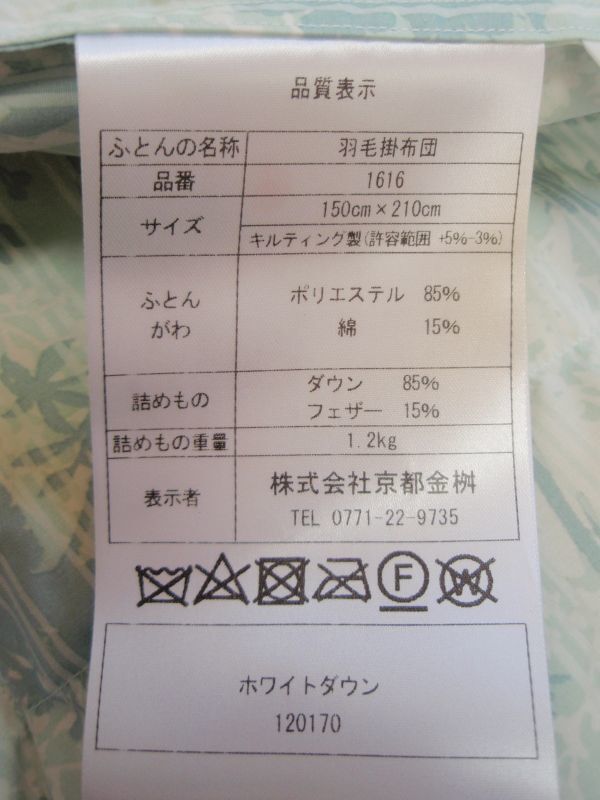 品質表示
ふとんの名称 羽毛掛布団
品番 1616
サイズ 150cm×210cm
キルティング製(許容範囲 +5%-3%)
ふとん
がわ
ポリエステル 85%
綿 15%
詰めもの
ダウン 85%
フェザー 15%
詰めもの重量 1.2kg
表示者
株式会社京都金桝
TEL 0771-22-9735
F W
ホワイトダウン
120170